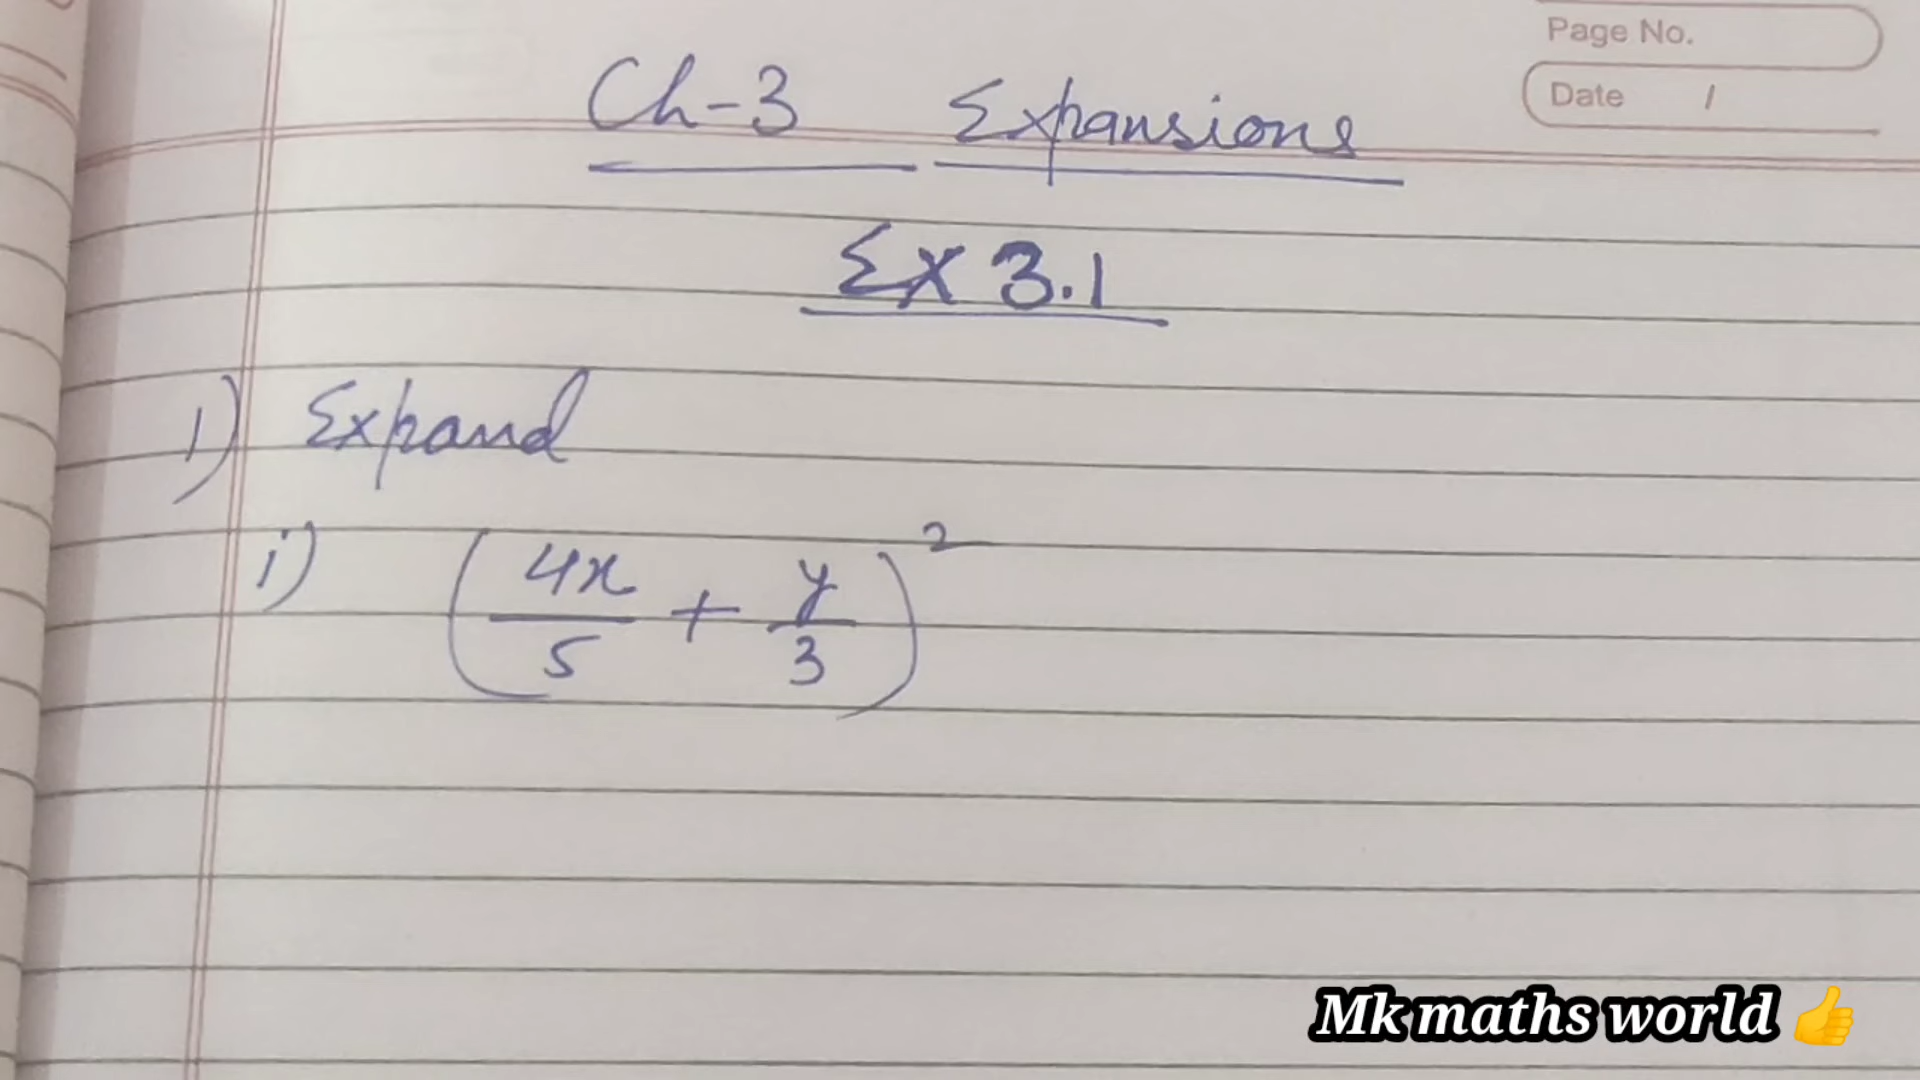 Page No.
Date /
Ch-3 Expansions
Ex 3.1
1) Expand
i) (4x/5 + y/3)²
Mk maths world 👍